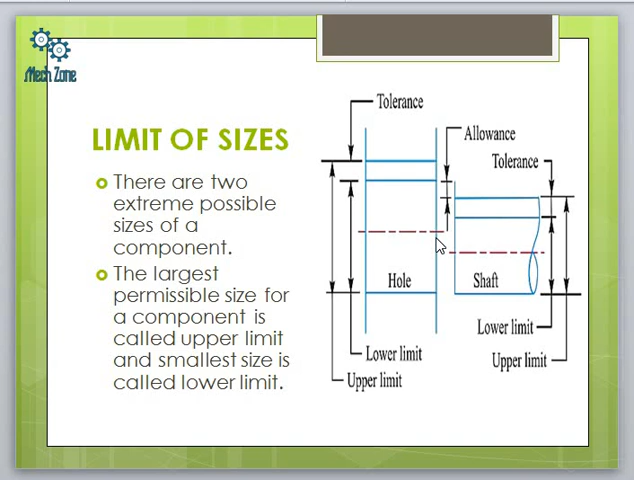 Mech Zone
LIMIT OF SIZES
There are two
extreme possible
sizes of a
component.
The largest
permissible size for
a component is
called upper limit
and smallest size is
called lower limit.
Tolerance
Allowance
Tolerance
Hole
Shaft
Lower limit
Upper limit
Lower limit
Upper limit